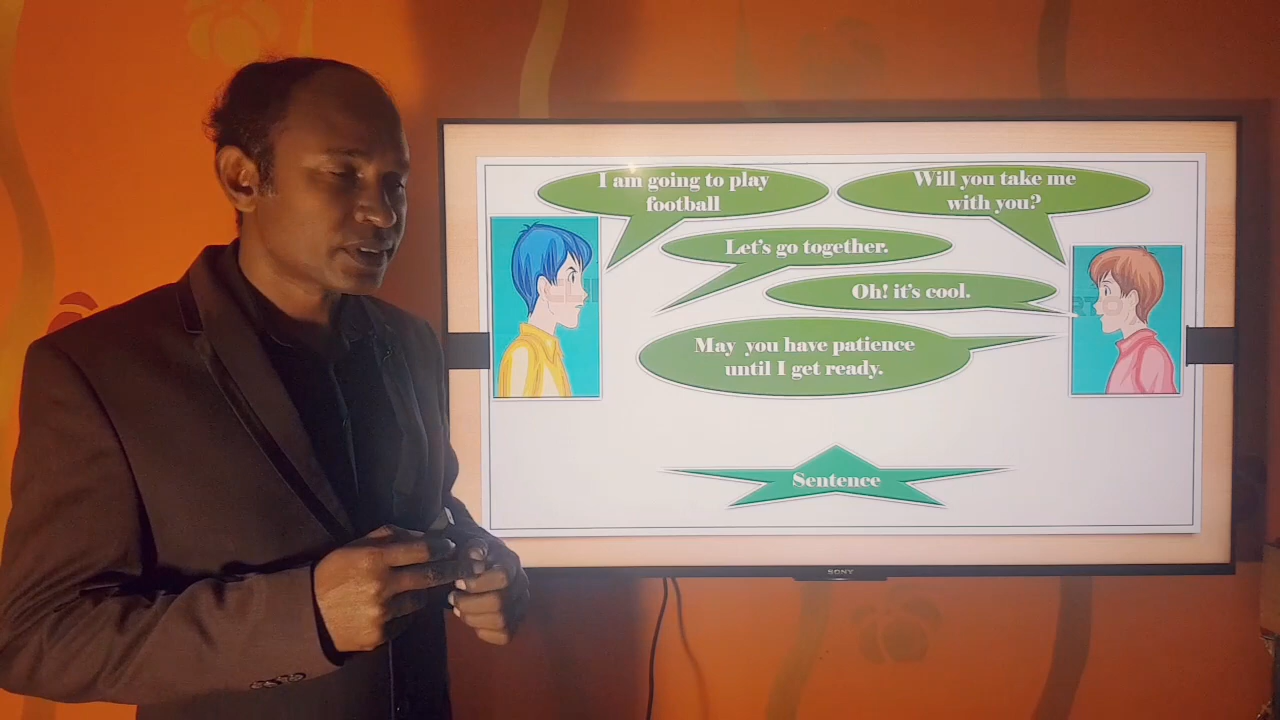 I am going to play
football
Will you take me
with you?
Let's go together.
Oh! it's cool.
May you have patience
until I get ready.
Sentence
SONY